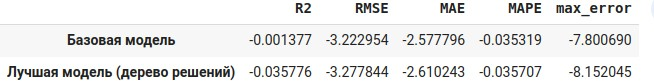 R2 RMSE MAE MAPE max_error
Базовая модель -0.001377 -3.222954 -2.577796 -0.035319 -7.800690
Лучшая модель (дерево решений) -0.035776 -3.277844 -2.610243 -0.035707 -8.152045